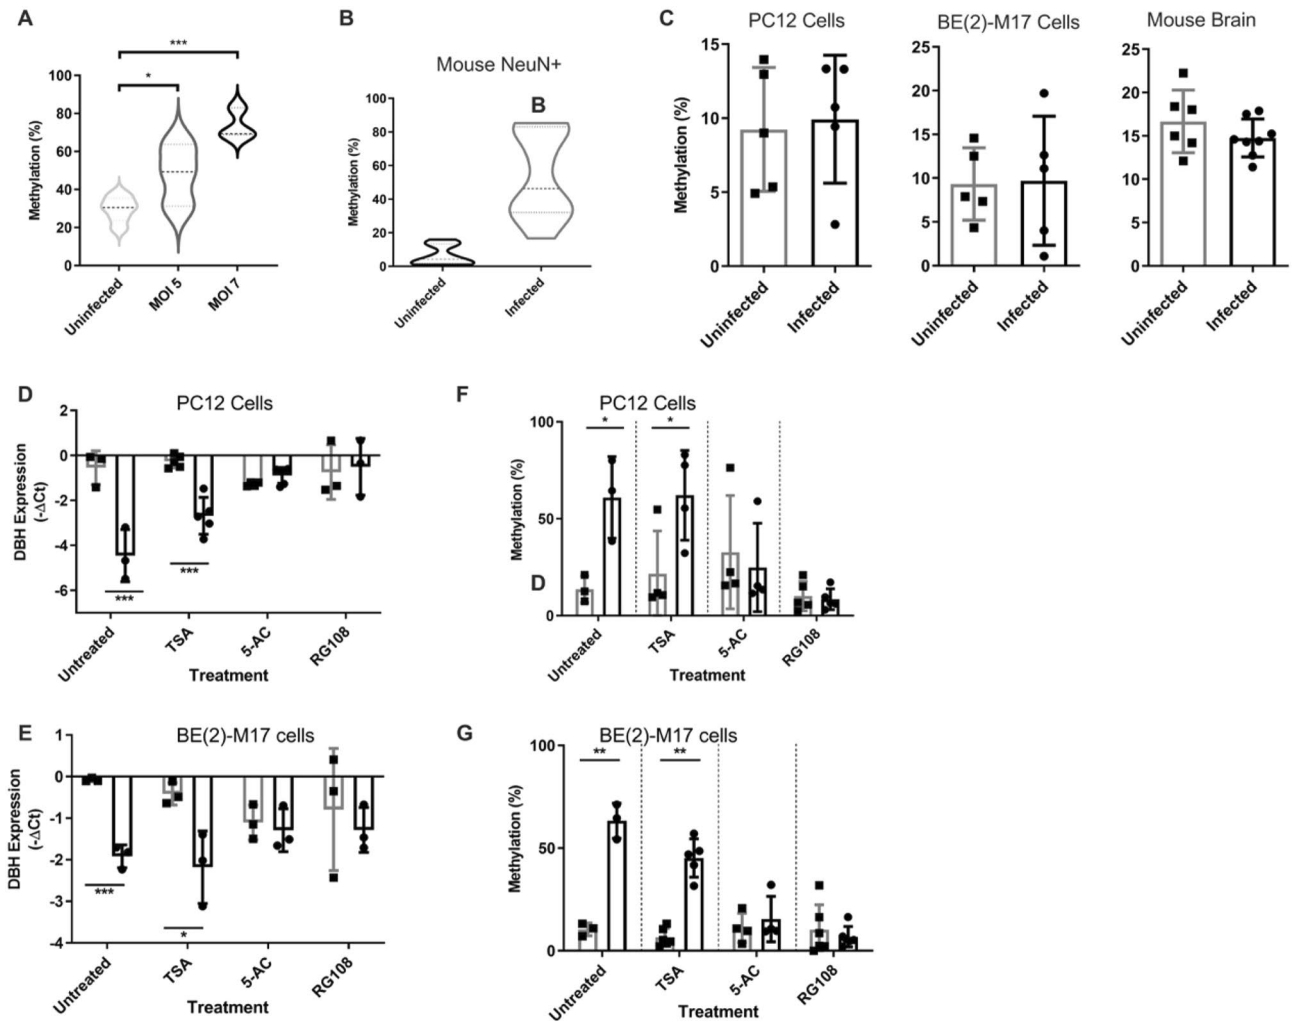 A
***
*
Methylation (%)
100
80
60
40
20
0
Uninfected
MOI 5
MOI 7
B
Mouse NeuN+
B
Methylation (%)
100
80
60
40
20
0
Uninfected
Infected
C
PC12 Cells
Methylation (%)
15
10
5
0
Uninfected
Infected
BE(2)-M17 Cells
25
20
15
10
5
0
Uninfected
Infected
Mouse Brain
25
20
15
10
5
0
Uninfected
Infected
D
PC12 Cells
DBH Expression
(-ΔCt)
2
0
-2
-4
-6
***
***
Untreated
TSA
5-AC
RG108
Treatment
F
PC12 Cells
*
*
Methylation (%)
100
50
0
D
Untreated
TSA
5-AC
RG108
Treatment
E
BE(2)-M17 cells
DBH Expression
(-ΔCt)
1
0
-1
-2
-3
-4
***
*
Untreated
TSA
5-AC
RG108
Treatment
G
BE(2)-M17 cells
**
**
Methylation (%)
100
50
0
Untreated
TSA
5-AC
RG108
Treatment